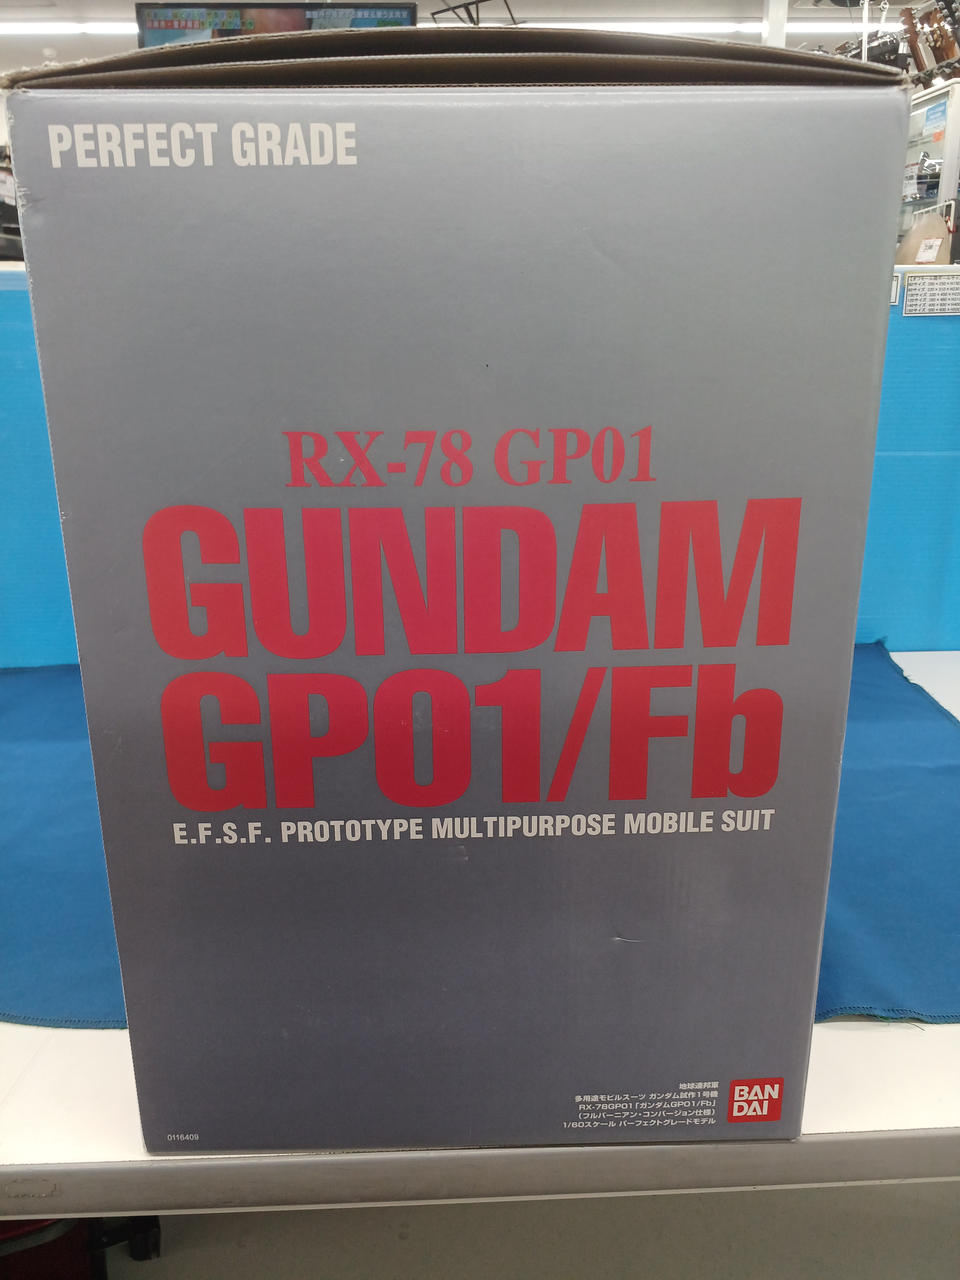 PERFECT GRADE
RX-78 GP01
GUNDAM
GP01/Fb
E.F.S.F. PROTOTYPE MULTIPURPOSE MOBILE SUIT
地球連邦軍
多用途モビルスーツ ガンダム試作1号機
RX-78GP01「ガンダムGP01/Fb」
(フルバーニアン・コンバージョン仕様)
1/60スケール パーフェクトグレードモデル
BAN
DAI
0116409